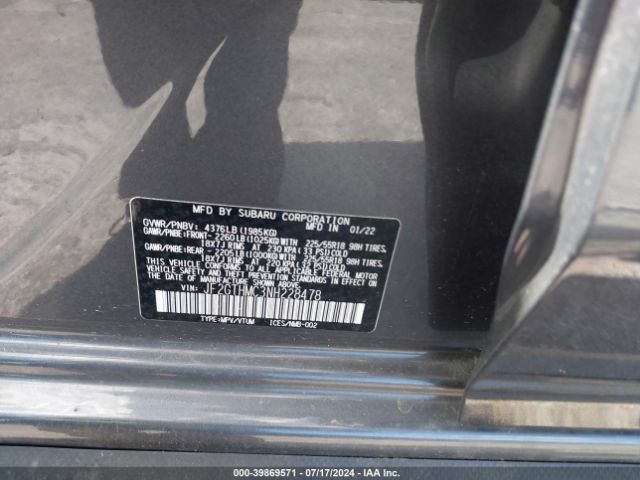 MFD BY SUBARU CORPORATION
GVWR/PNBV: 4376LB(1985KG) MFD IN 01/22
GAWR/PNBE:FRONT- 2260LB(1025KG)WITH 225/55R18 98H TIRES,
18X7J RIMS AT 230 KPA(33 PSI)COLD
GAWR/PNBE:REAR - 2205LB(1000KG)WITH 225/55R18 98H TIRES,
18X7J RIMS AT 220 KPA(32 PSI)COLD
THIS VEHICLE CONFORMS TO ALL APPLICABLE FEDERAL MOTOR
VEHICLE SAFETY AND THEFT PREVENTION STANDARDS IN EFFECT
ON THE DATE OF MANUFACTURE SHOWN ABOVE.
VIN: 3NH228478
TYPE:MPV/VTUM ICES/NMB-002
000-39869571 / 07/17/2024 / IAA Inc.